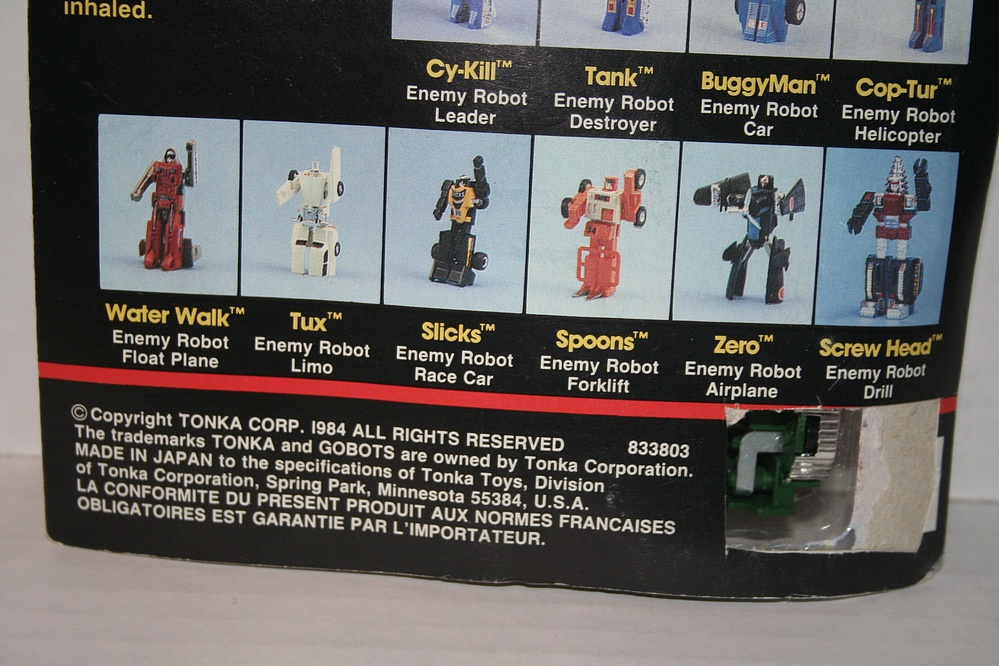 inhaled.
Cy-Kill™
Enemy Robot
Leader
Tank™
Enemy Robot
Destroyer
BuggyMan™
Enemy Robot
Car
Cop-Tur™
Enemy Robot
Helicopter
Water Walk™
Enemy Robot
Float Plane
Tux™
Enemy Robot
Limo
Slicks™
Enemy Robot
Race Car
Spoons™
Enemy Robot
Forklift
Zero™
Enemy Robot
Airplane
Screw Head™
Enemy Robot
Drill
© Copyright TONKA CORP. 1984 ALL RIGHTS RESERVED 833803
The trademarks TONKA and GOBOTS are owned by Tonka Corporation.
MADE IN JAPAN to the specifications of Tonka Toys, Division
of Tonka Corporation, Spring Park, Minnesota 55384, U.S.A.
LA CONFORMITE DU PRESENT PRODUIT AUX NORMES FRANCAISES
OBLIGATOIRES EST GARANTIE PAR L'IMPORTATEUR.